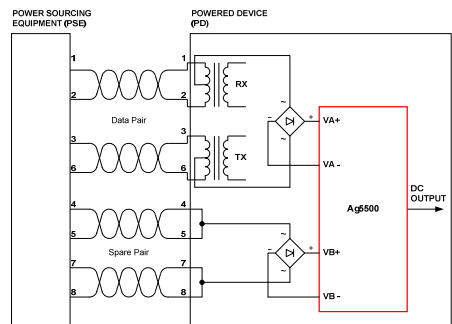 POWER SOURCING
EQUIPMENT (PSE)
POWERED DEVICE
(PD)
1
1
RX
2
2
~
Data Pair
- +
VA+
3
3
TX
~
VA -
6
6
DC
OUTPUT
Ag5500
4
4
5
5
~
Spare Pair
- +
VB+
7
7
~
8
8
VB -